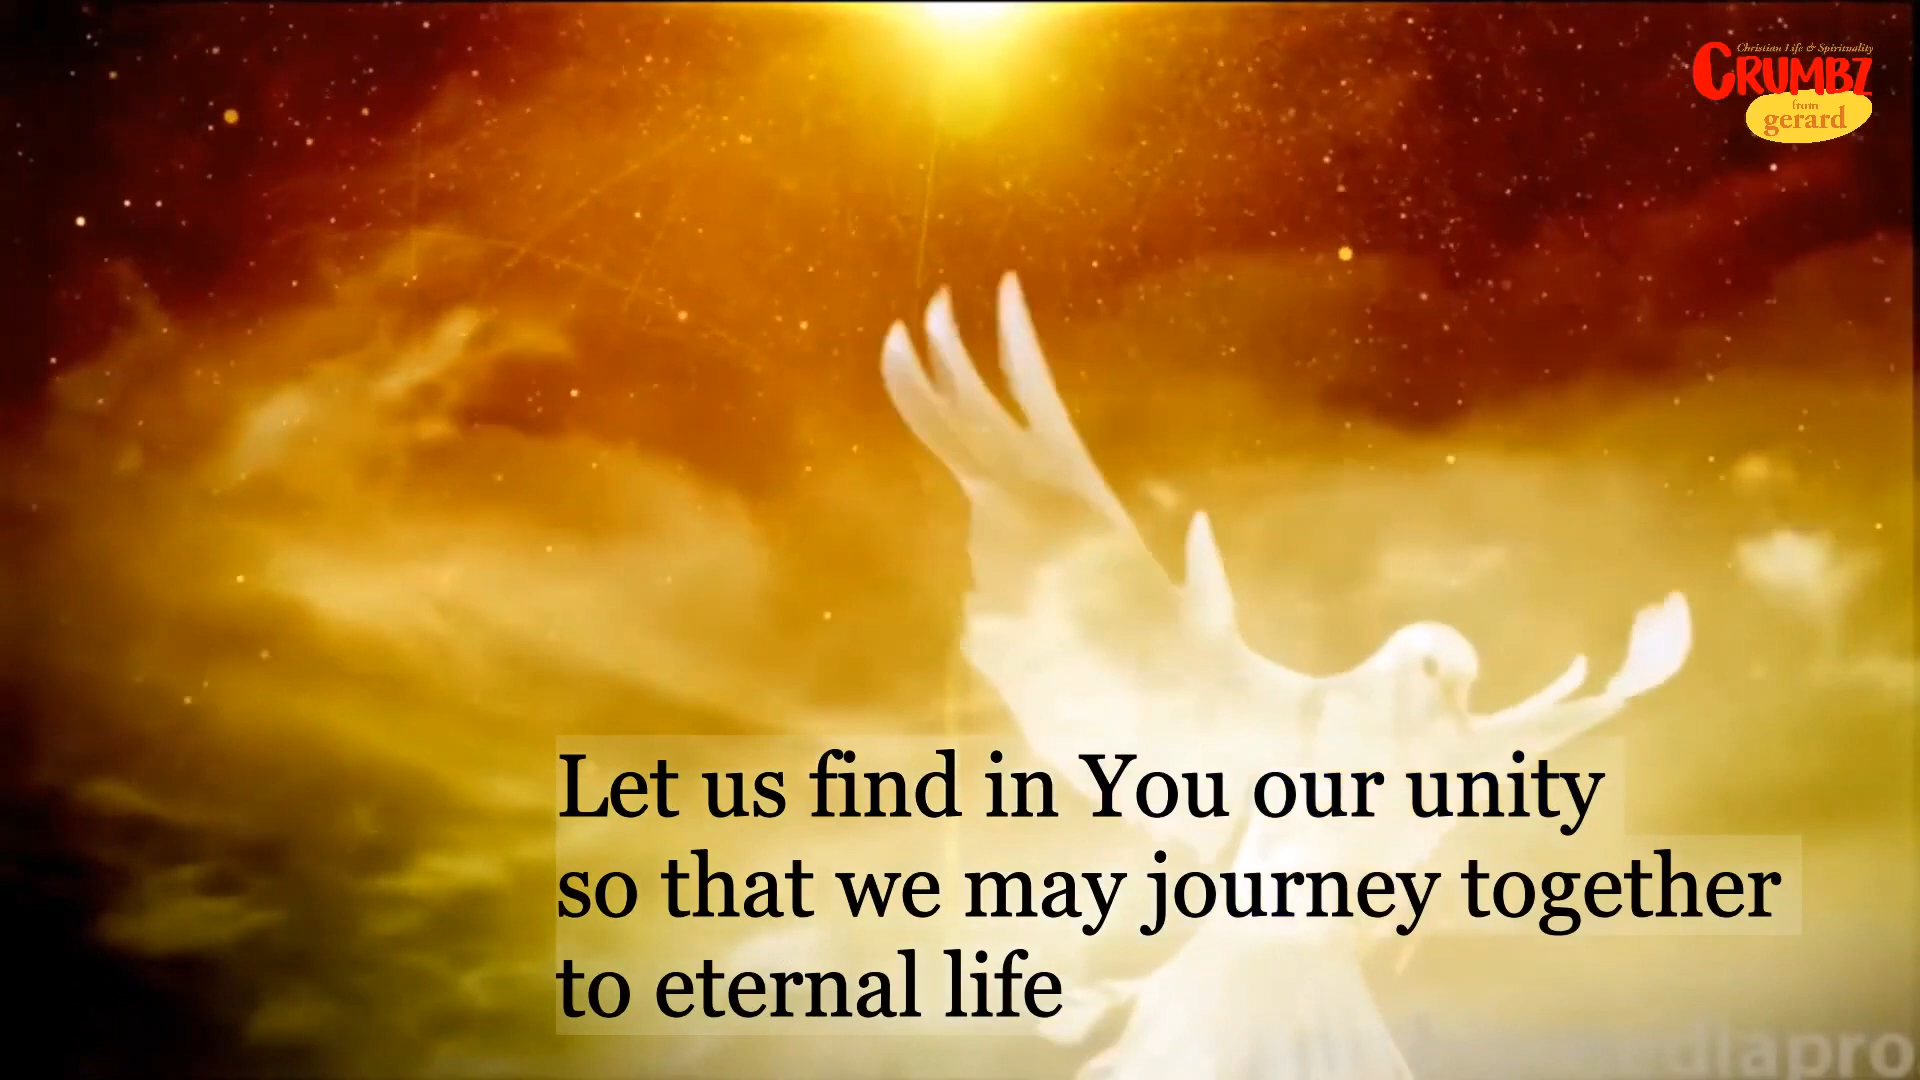 Christian Life & Spirituality
CRUMBZ
from
gerard
Let us find in You our unity
so that we may journey together
to eternal life